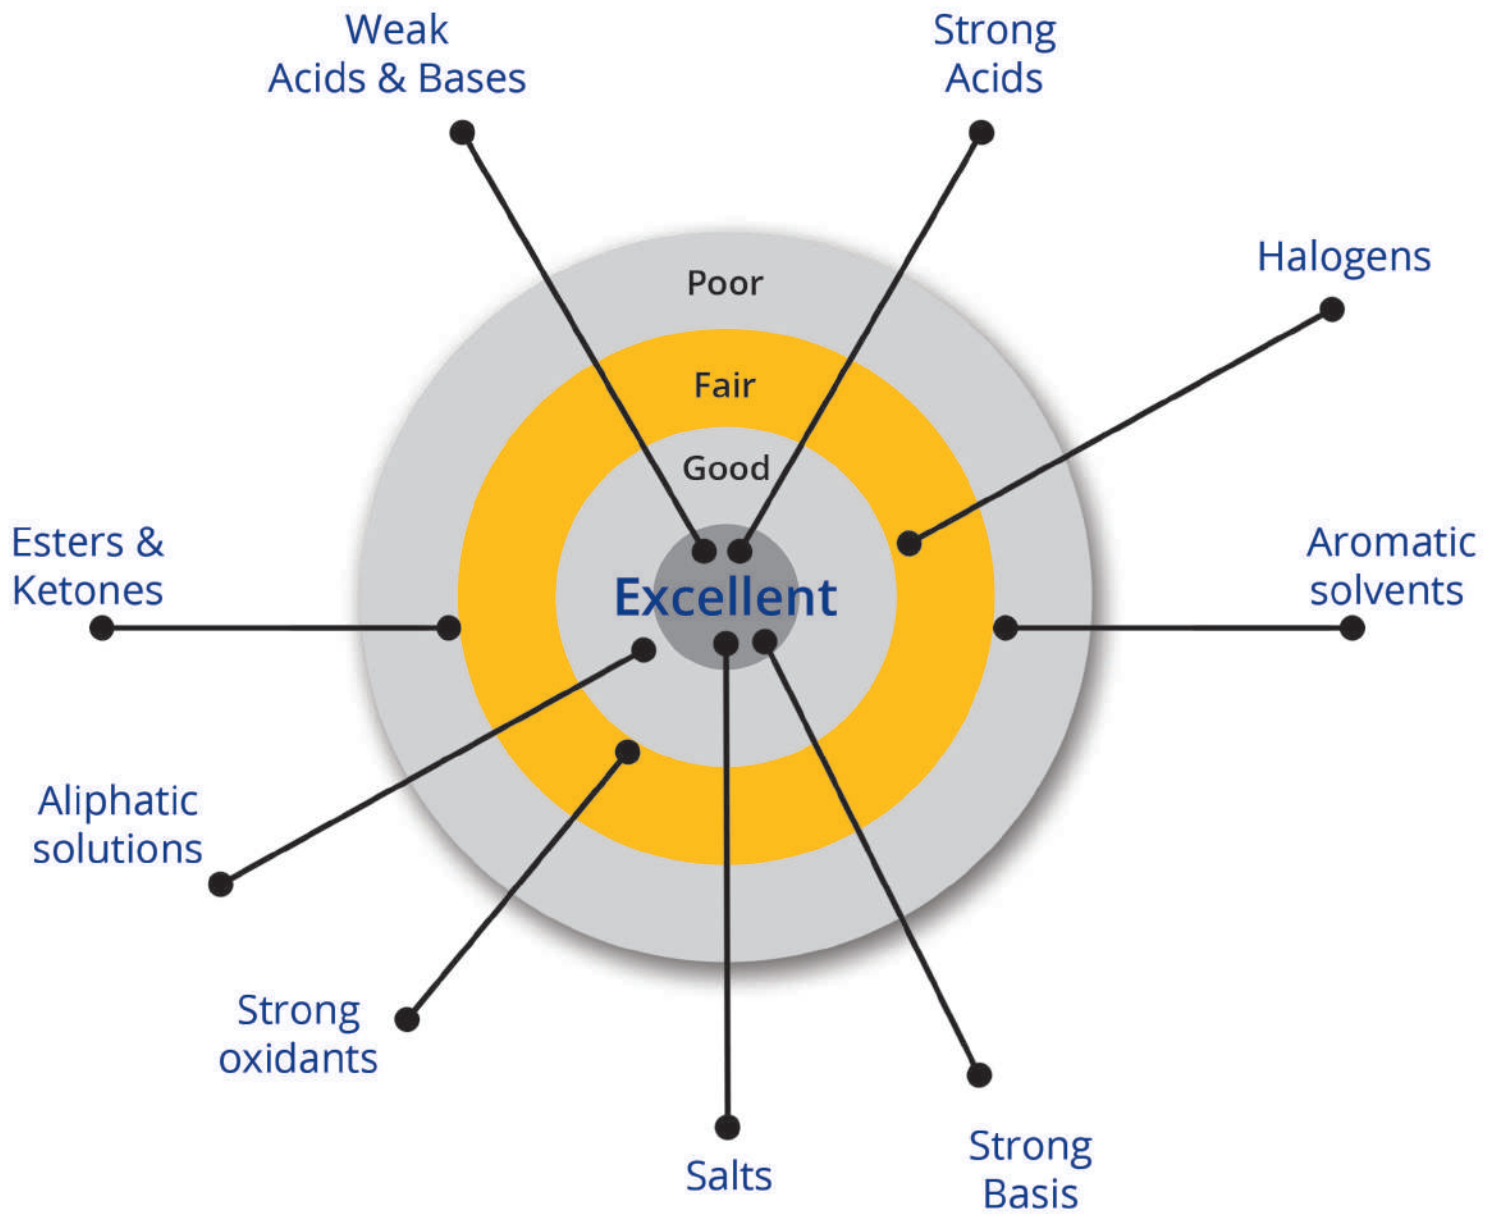 Weak
Acids & Bases
Strong
Acids
Halogens
Poor
Fair
Good
Excellent
Esters &
Ketones
Aromatic
solvents
Aliphatic
solutions
Strong
oxidants
Salts
Strong
Basis